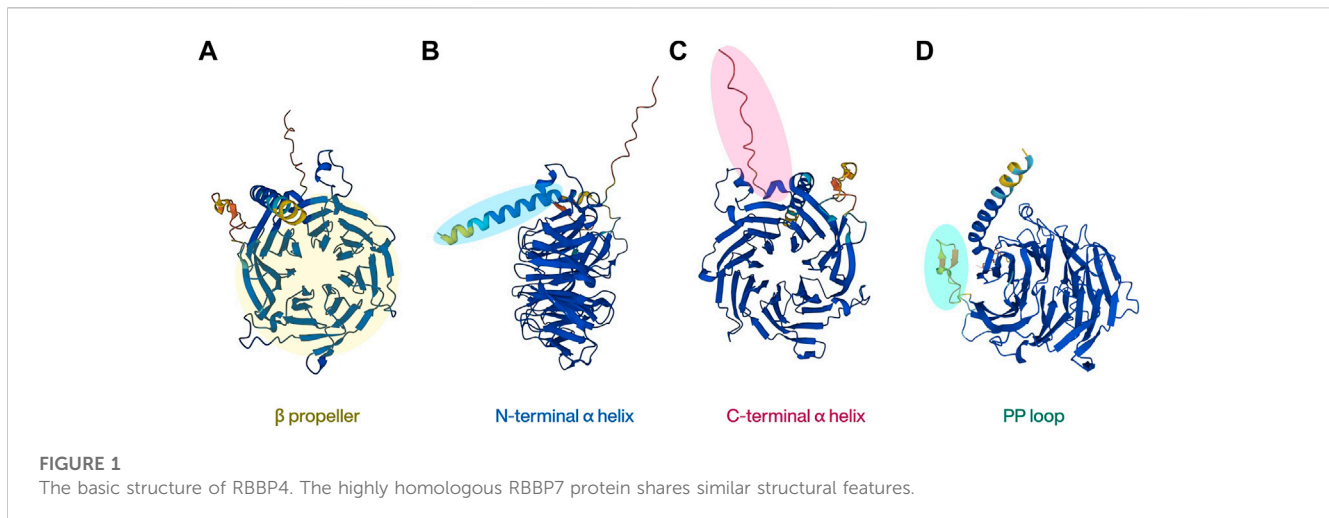 A B C D
β propeller N-terminal α helix C-terminal α helix PP loop
FIGURE 1
The basic structure of RBBP4. The highly homologous RBBP7 protein shares similar structural features.